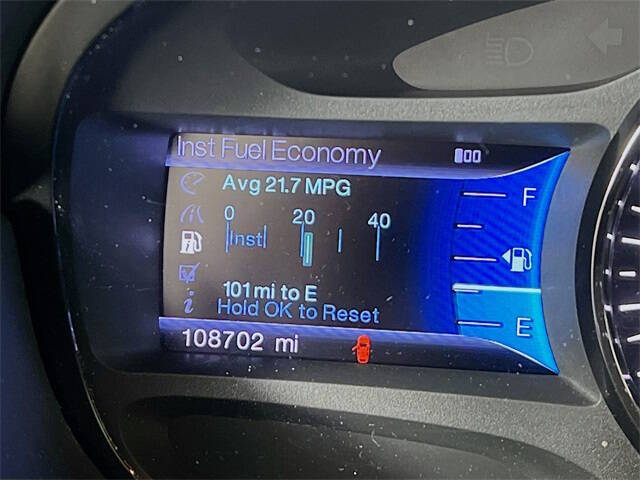 Inst Fuel Economy
Avg 21.7 MPG
0 20 40
Inst
101 mi to E
Hold OK to Reset
108702 mi
F
E
i